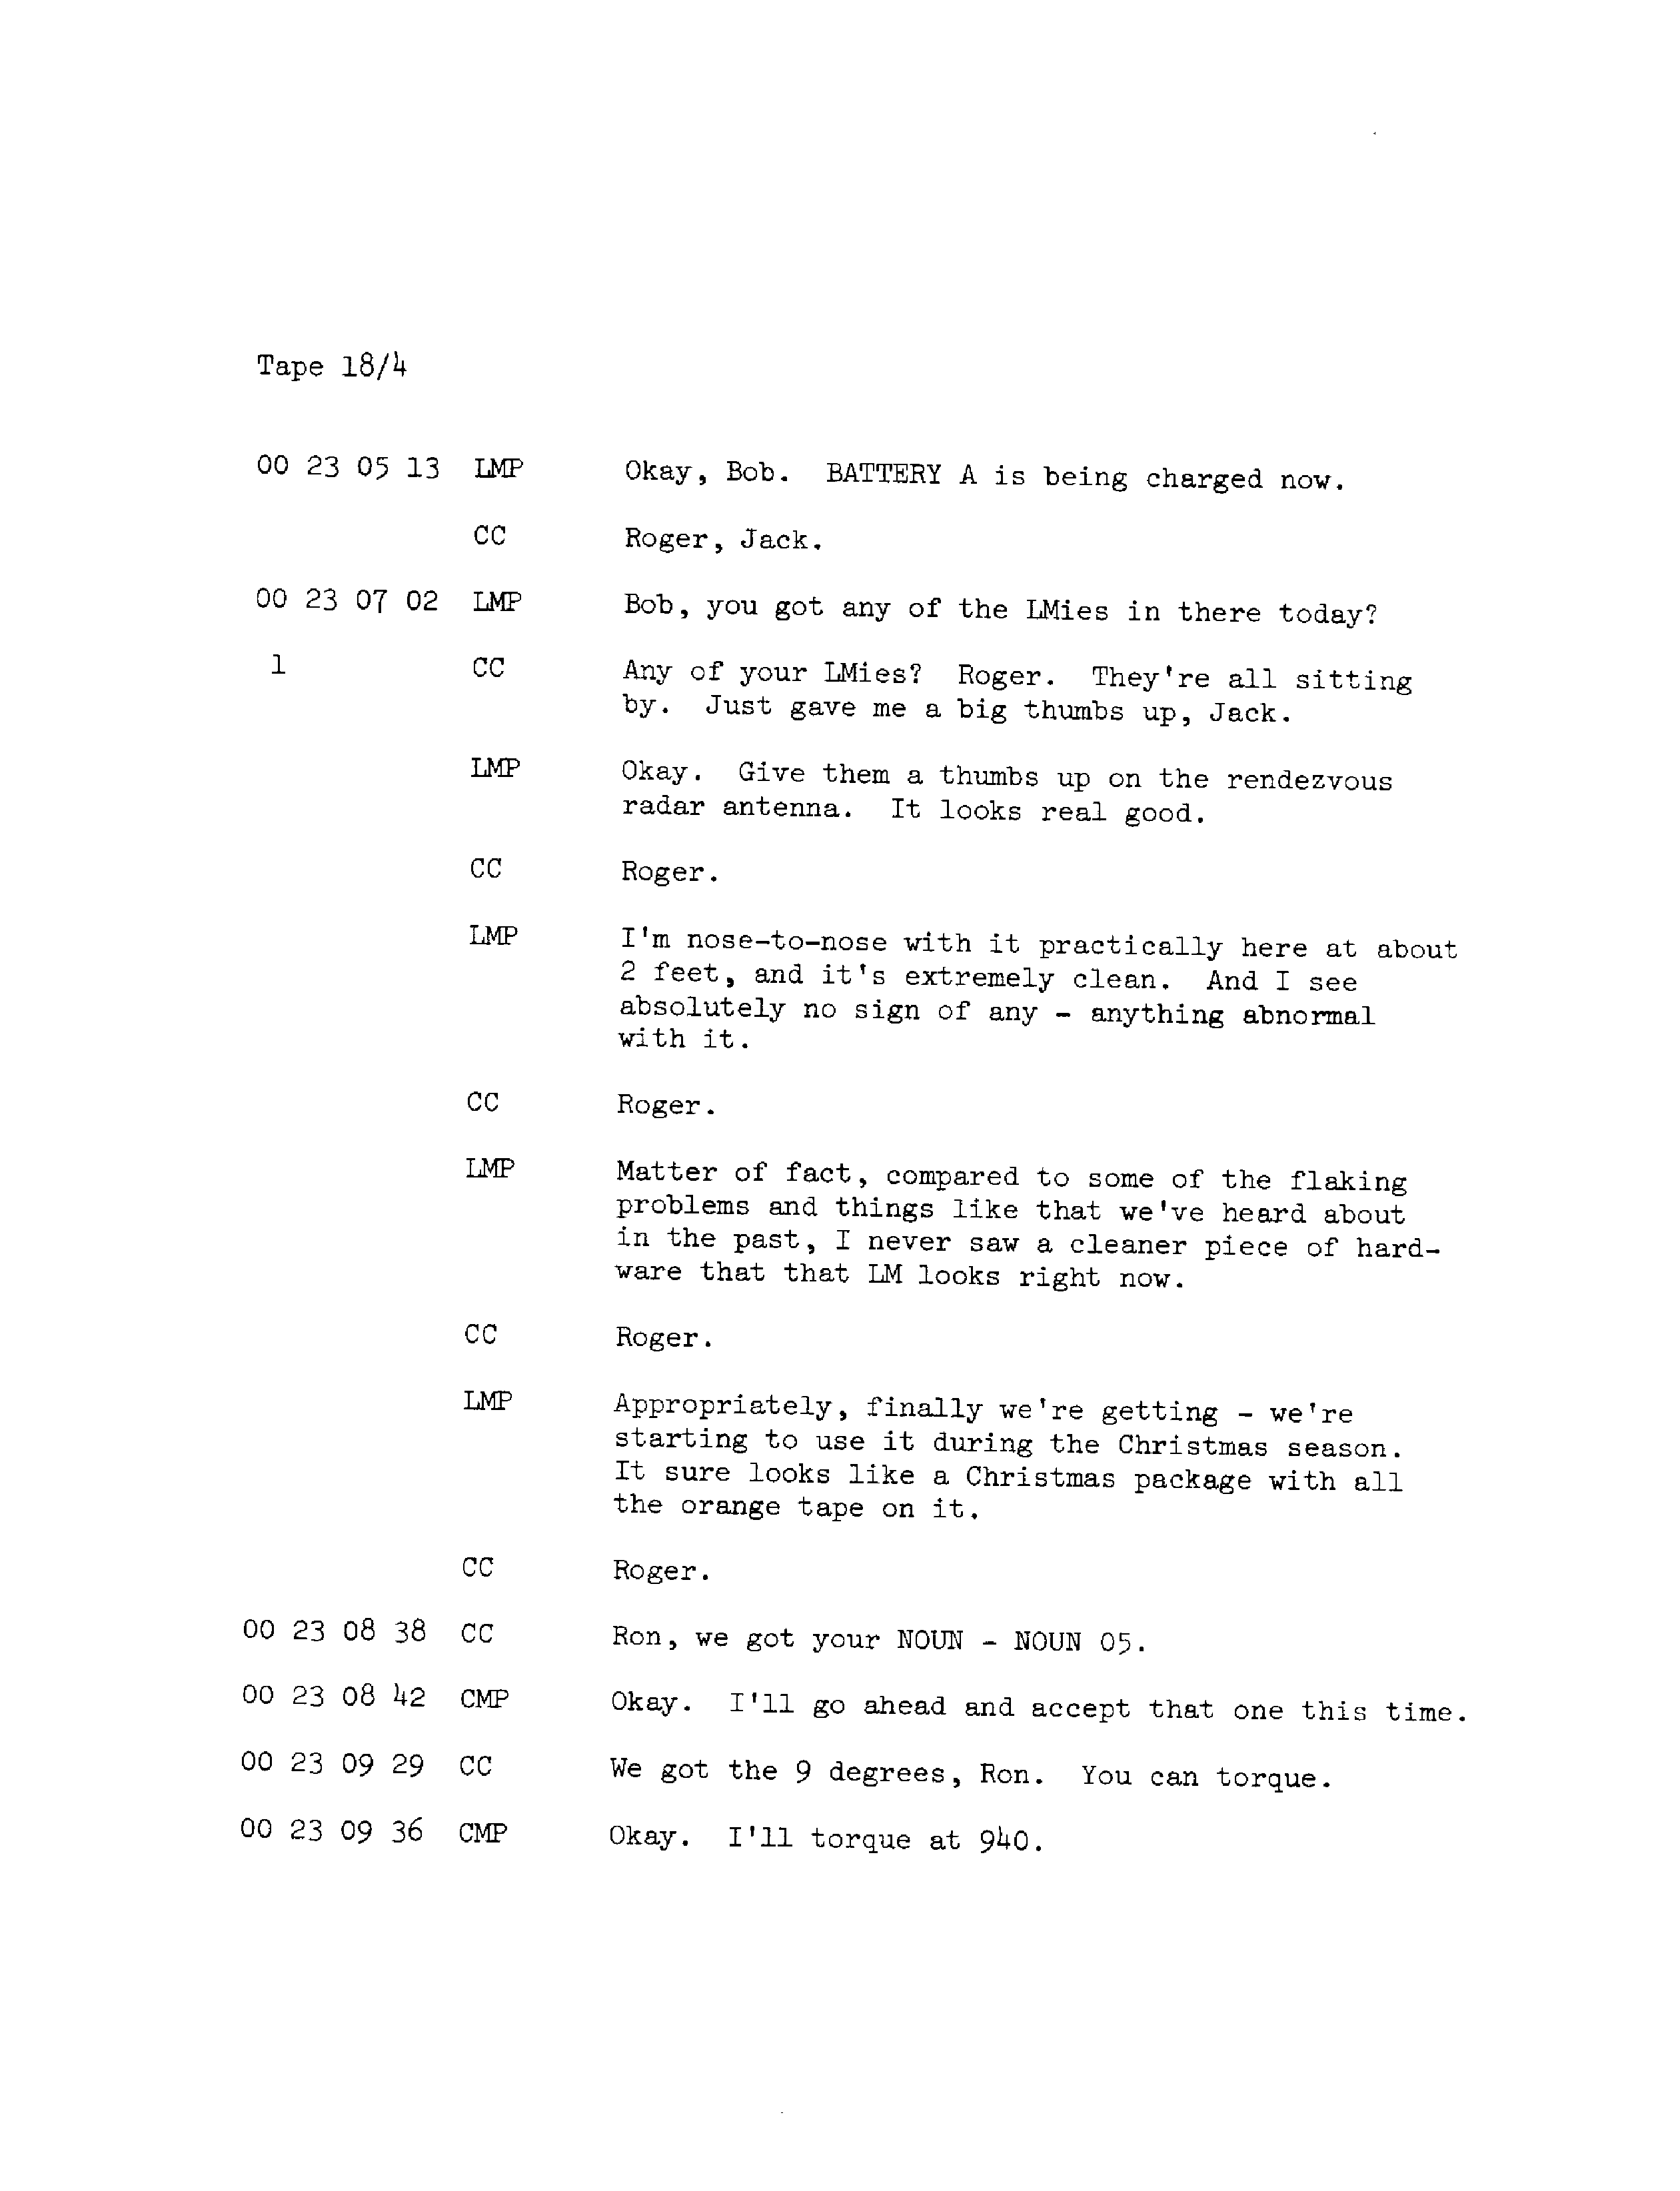 Tape 18/4
00 23 05 13 LMP Okay, Bob. BATTERY A is being charged now.
CC Roger, Jack.
00 23 07 02 LMP Bob, you got any of the LMies in there today?
1 CC Any of your LMies? Roger. They're all sitting
by. Just gave me a big thumbs up, Jack.
LMP Okay. Give them a thumbs up on the rendezvous
radar antenna. It looks real good.
CC Roger.
LMP I'm nose-to-nose with it practically here at about
2 feet, and it's extremely clean. And I see
absolutely no sign of any - anything abnormal
with it.
CC Roger.
LMP Matter of fact, compared to some of the flaking
problems and things like that we've heard about
in the past, I never saw a cleaner piece of hard-
ware that that LM looks right now.
CC Roger.
LMP Appropriately, finally we're getting - we're
starting to use it during the Christmas season.
It sure looks like a Christmas package with all
the orange tape on it.
CC Roger.
00 23 08 38 CC Ron, we got your NOUN - NOUN 05.
00 23 08 42 CMP Okay. I'll go ahead and accept that one this time.
00 23 09 29 CC We got the 9 degrees, Ron. You can torque.
00 23 09 36 CMP Okay. I'll torque at 940.